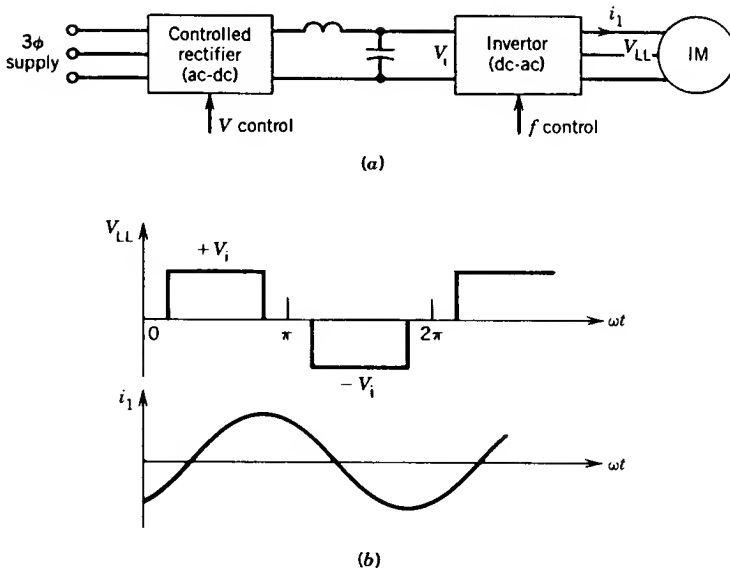 3ϕ
supply
Controlled
rectifier
(ac-dc)
V control
V_i
Invertor
(dc-ac)
f control
i_1
V_LL
IM
(a)
V_LL
+ V_i
0
π
2π
ωt
− V_i
i_1
ωt
(b)